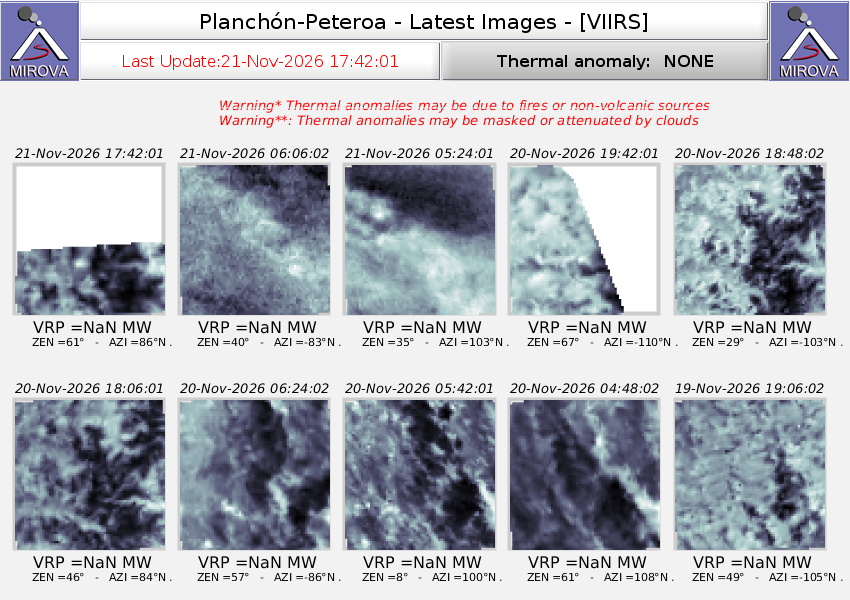 Planchón-Peteroa - Latest Images - [VIIRS]
MIROVA
Last Update:21-Nov-2026 17:42:01
Thermal anomaly: NONE
MIROVA
Warning* Thermal anomalies may be due to fires or non-volcanic sources
Warning**: Thermal anomalies may be masked or attenuated by clouds
21-Nov-2026 17:42:01 21-Nov-2026 06:06:02 21-Nov-2026 05:24:01 20-Nov-2026 19:42:01 20-Nov-2026 18:48:02
VRP =NaN MW VRP =NaN MW VRP =NaN MW VRP =NaN MW VRP =NaN MW
ZEN =61° - AZI =86°N . ZEN =40° - AZI =-83°N . ZEN =35° - AZI =103°N . ZEN =67° - AZI =-110°N . ZEN =29° - AZI =-103°N .
20-Nov-2026 18:06:01 20-Nov-2026 06:24:02 20-Nov-2026 05:42:01 20-Nov-2026 04:48:02 19-Nov-2026 19:06:02
VRP =NaN MW VRP =NaN MW VRP =NaN MW VRP =NaN MW VRP =NaN MW
ZEN =46° - AZI =84°N . ZEN =57° - AZI =-86°N . ZEN =8° - AZI =100°N . ZEN =61° - AZI =108°N . ZEN =49° - AZI =-105°N .